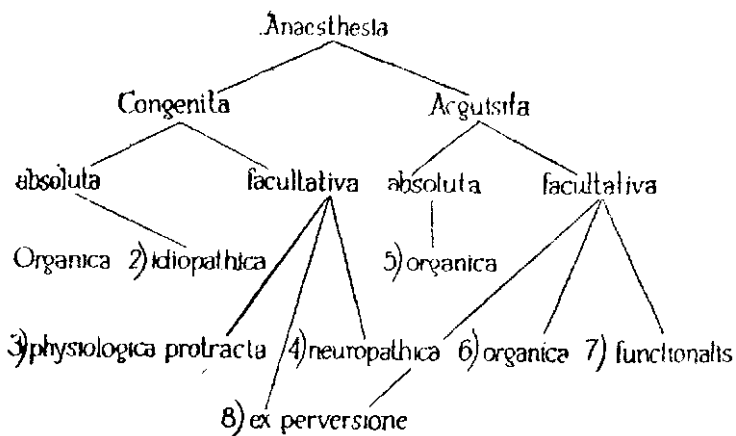 Anaesthesia
Congenita Acquisita
absoluta facultativa absoluta facultativa
Organica 2) idiopathica 5) organica
3) physiologica protracta 4) neuropathica 6) organica 7) functionalis
8) ex perversione